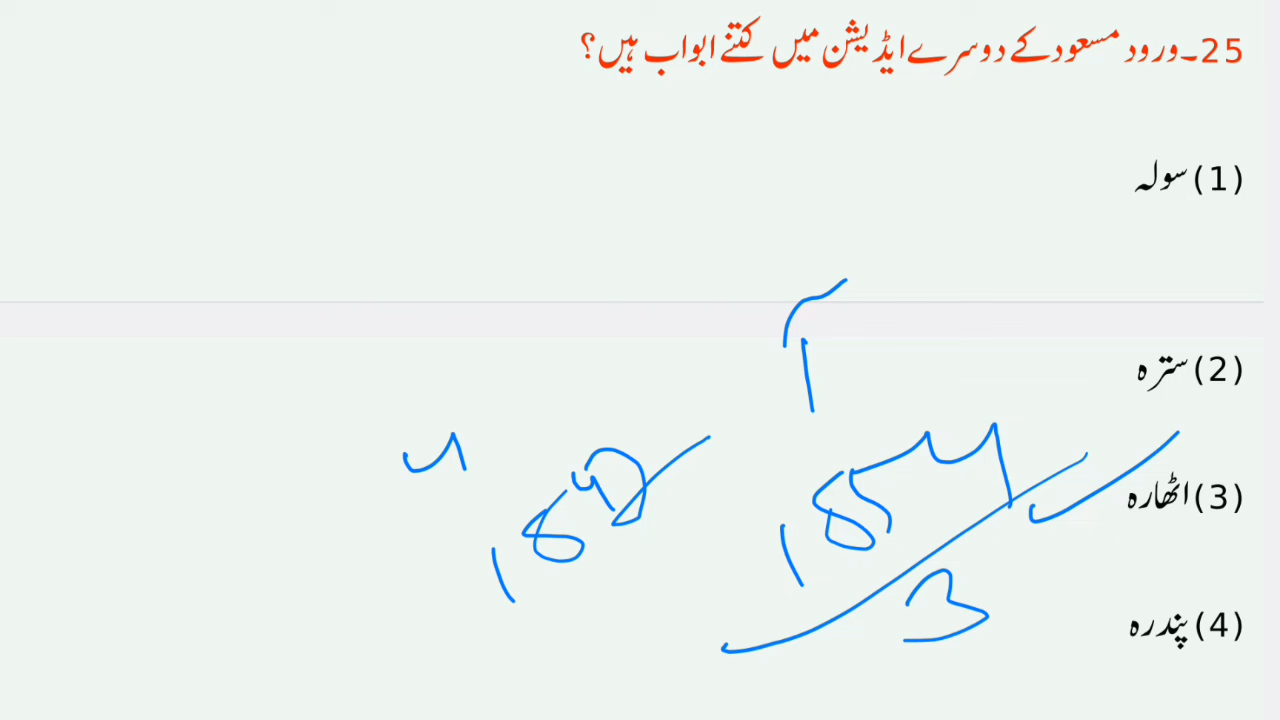 25۔ورود مسعود کے دوسرے ایڈیشن میں کتنے ابواب ہیں؟
(1) سولہ
(2) سترہ
(3) اٹھارہ
(4) پندرہ